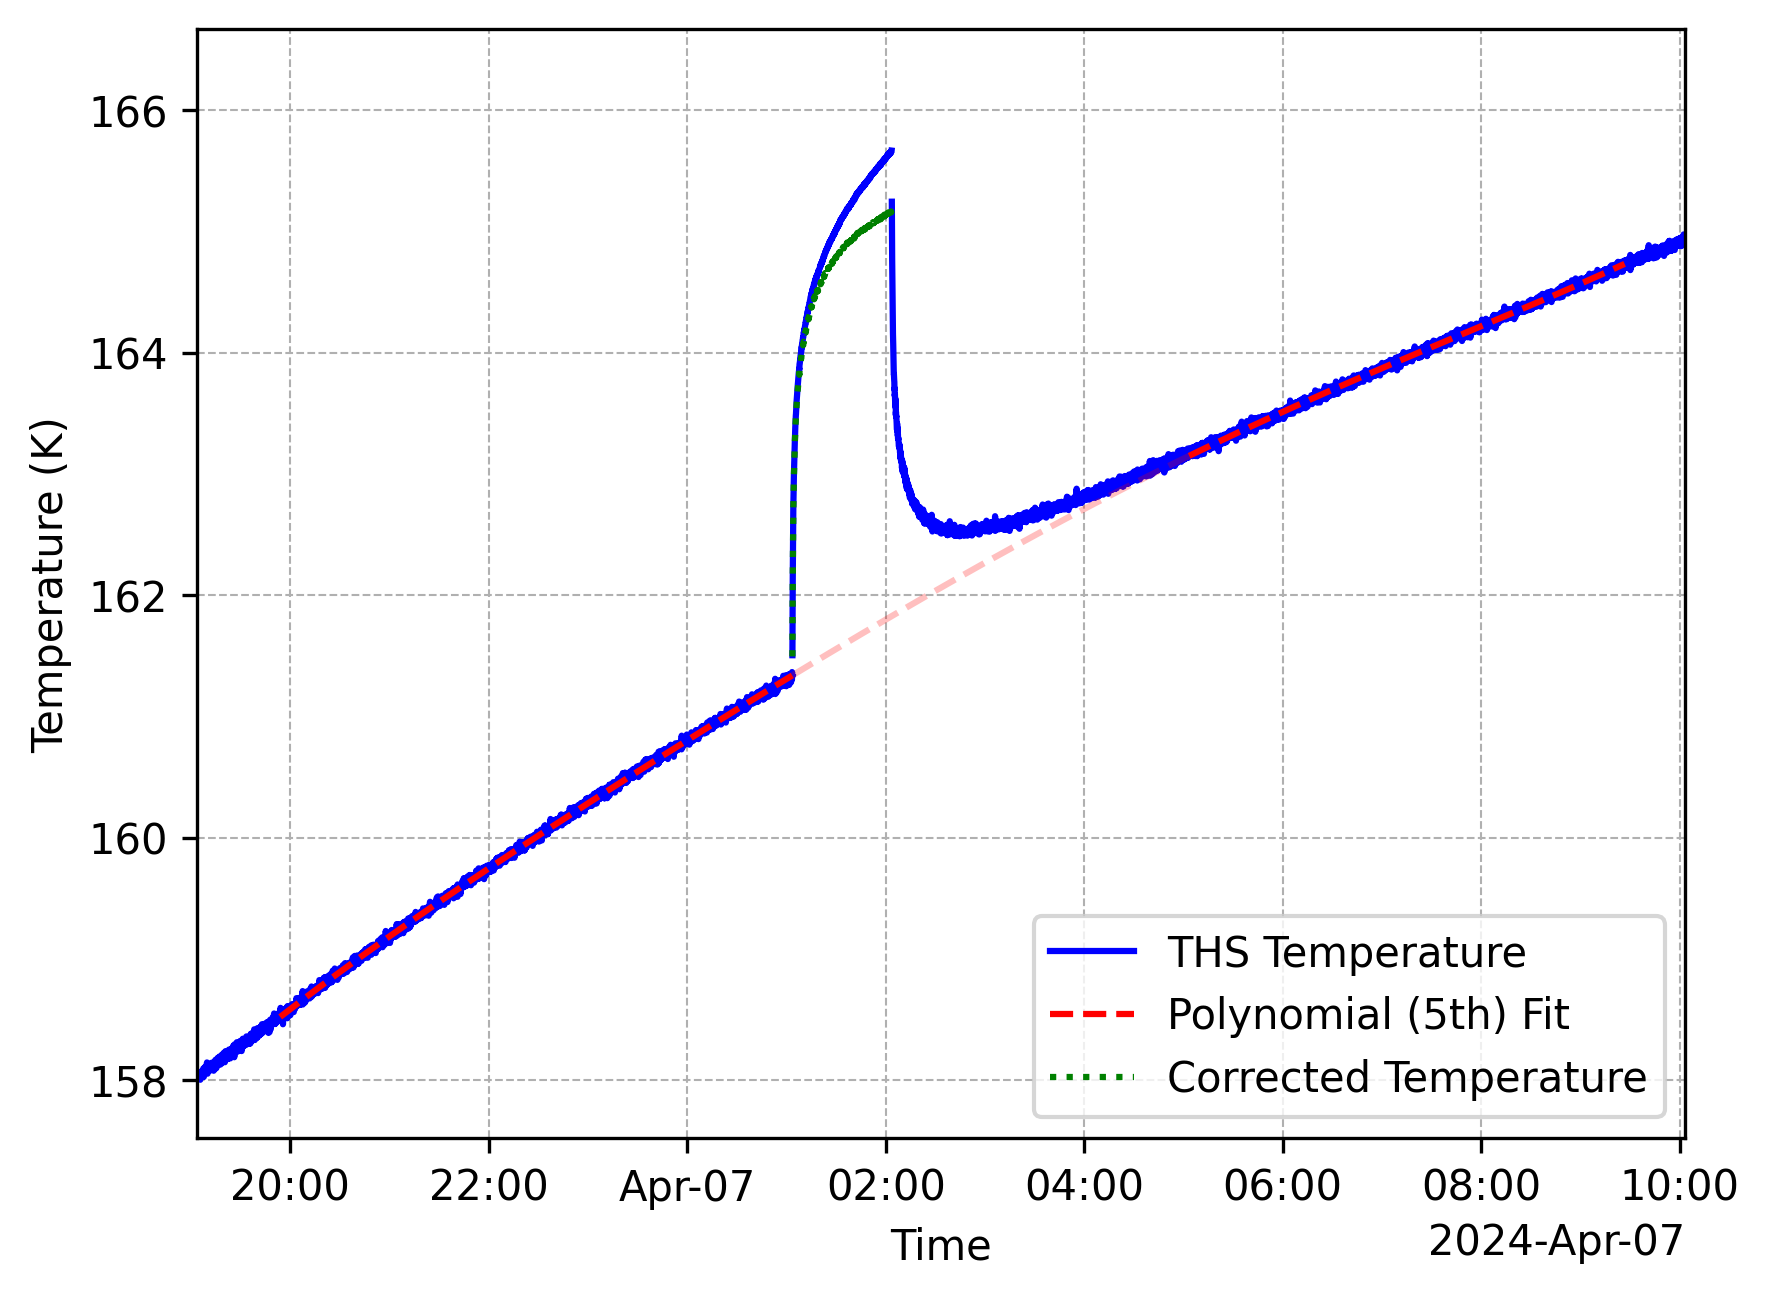 166
164
162
160
158
Temperature (K)
THS Temperature
Polynomial (5th) Fit
Corrected Temperature
20:00 22:00 Apr-07 02:00 04:00 06:00 08:00 10:00
Time
2024-Apr-07